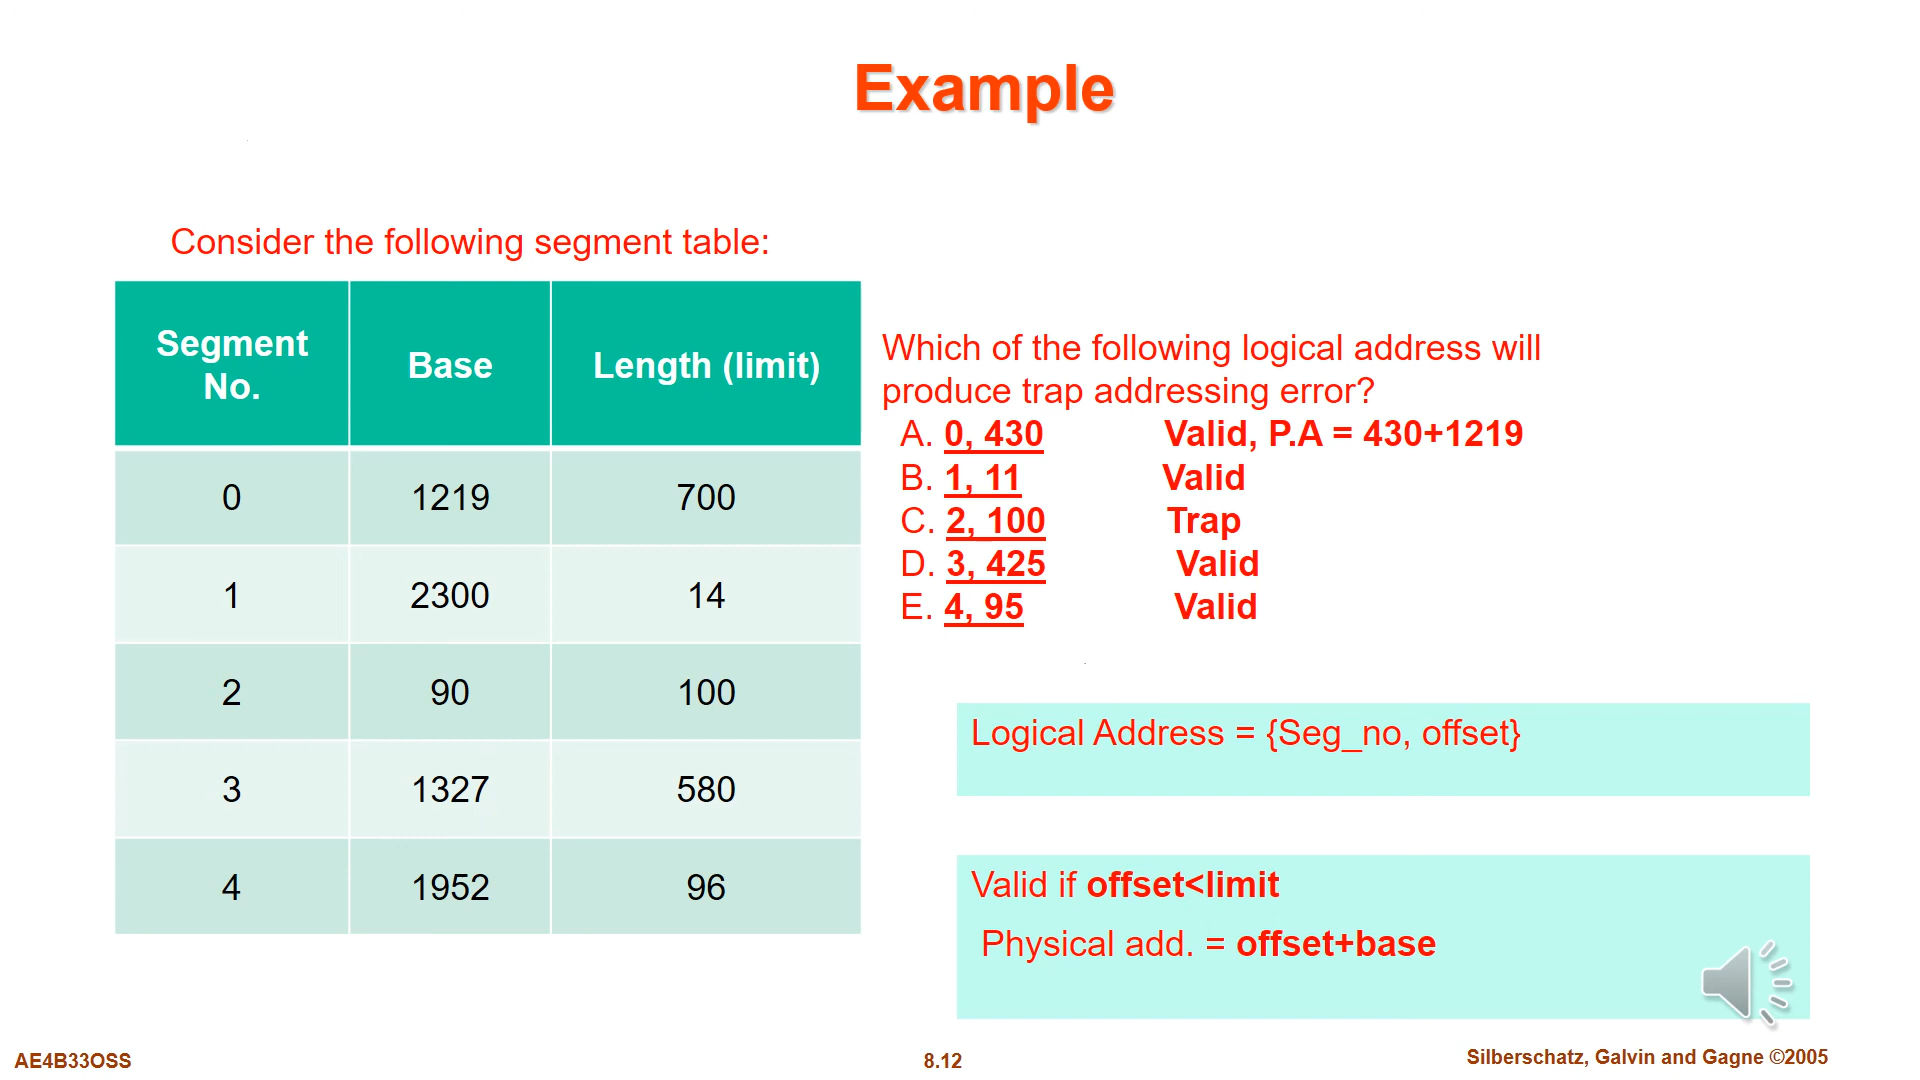 Example
Consider the following segment table:
Segment No. Base Length (limit)
0 1219 700
1 2300 14
2 90 100
3 1327 580
4 1952 96
Which of the following logical address will
produce trap addressing error?
A. 0, 430 Valid, P.A = 430+1219
B. 1, 11 Valid
C. 2, 100 Trap
D. 3, 425 Valid
E. 4, 95 Valid
Logical Address = {Seg_no, offset}
Valid if offset<limit
Physical add. = offset+base
AE4B33OSS 8.12 Silberschatz, Galvin and Gagne ©2005